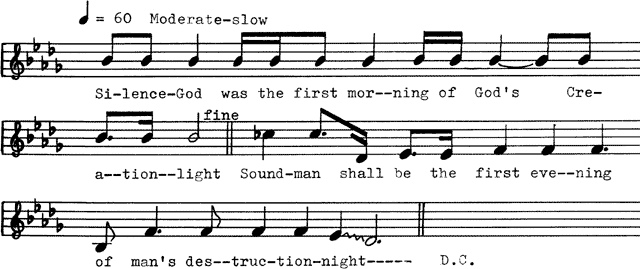 ♩ = 60 Moderate-slow
Si-lence-God was the first mor--ning of God's Cre-
fine
a--tion--light Sound-man shall be the first eve--ning
of man's des--truc-tion-night----- D.C.